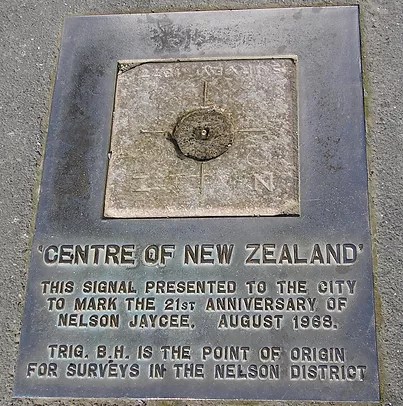 N
'CENTRE OF NEW ZEALAND'
THIS SIGNAL PRESENTED TO THE CITY
TO MARK THE 21ST ANNIVERSARY OF
NELSON JAYCEE. AUGUST 1968.
TRIG. B.H. IS THE POINT OF ORIGIN
FOR SURVEYS IN THE NELSON DISTRICT